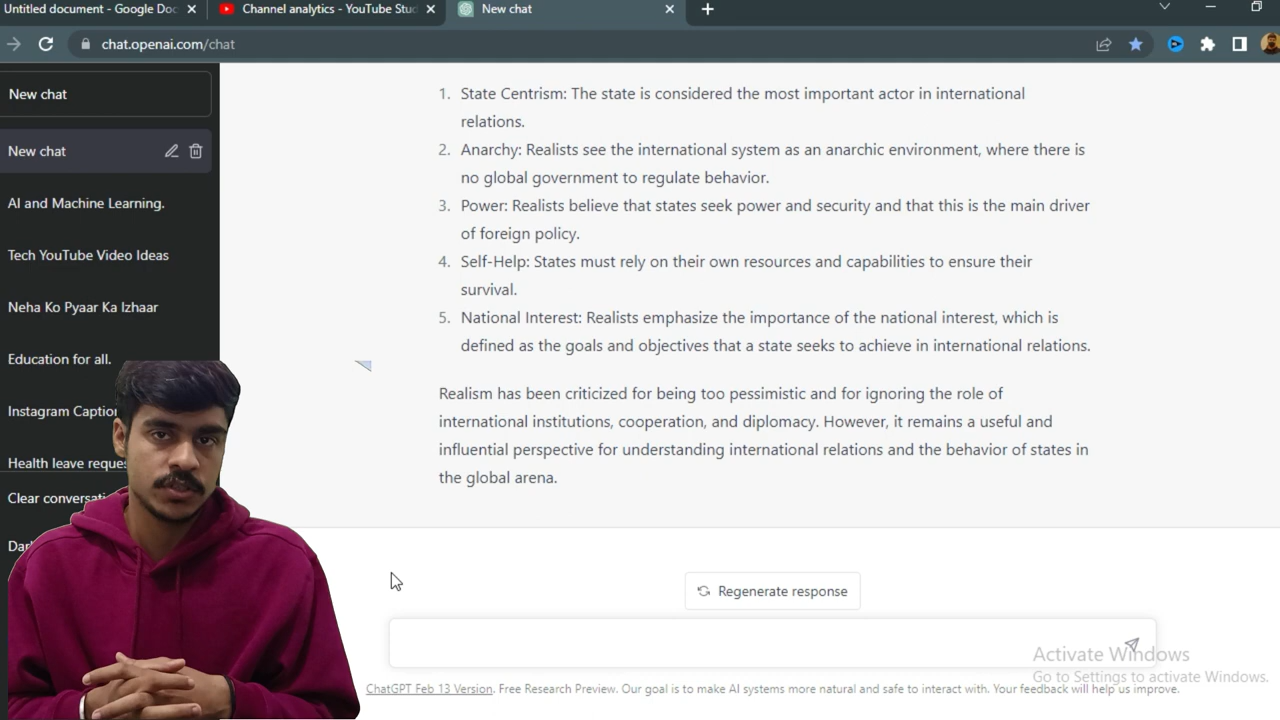 Untitled document - Google Doc
Channel analytics - YouTube Stud
New chat
chat.openai.com/chat
New chat
New chat
AI and Machine Learning.
Tech YouTube Video Ideas
Neha Ko Pyaar Ka Izhaar
Education for all.
Instagram Captio
Health leave reques
Clear conversati
Dar
1. State Centrism: The state is considered the most important actor in international
relations.
2. Anarchy: Realists see the international system as an anarchic environment, where there is
no global government to regulate behavior.
3. Power: Realists believe that states seek power and security and that this is the main driver
of foreign policy.
4. Self-Help: States must rely on their own resources and capabilities to ensure their
survival.
5. National Interest: Realists emphasize the importance of the national interest, which is
defined as the goals and objectives that a state seeks to achieve in international relations.
Realism has been criticized for being too pessimistic and for ignoring the role of
international institutions, cooperation, and diplomacy. However, it remains a useful and
influential perspective for understanding international relations and the behavior of states in
the global arena.
Regenerate response
Activate Windows
Go to Settings to activate Windows.
ChatGPT Feb 13 Version. Free Research Preview. Our goal is to make AI systems more natural and safe to interact with. Your feedback will help us improve.